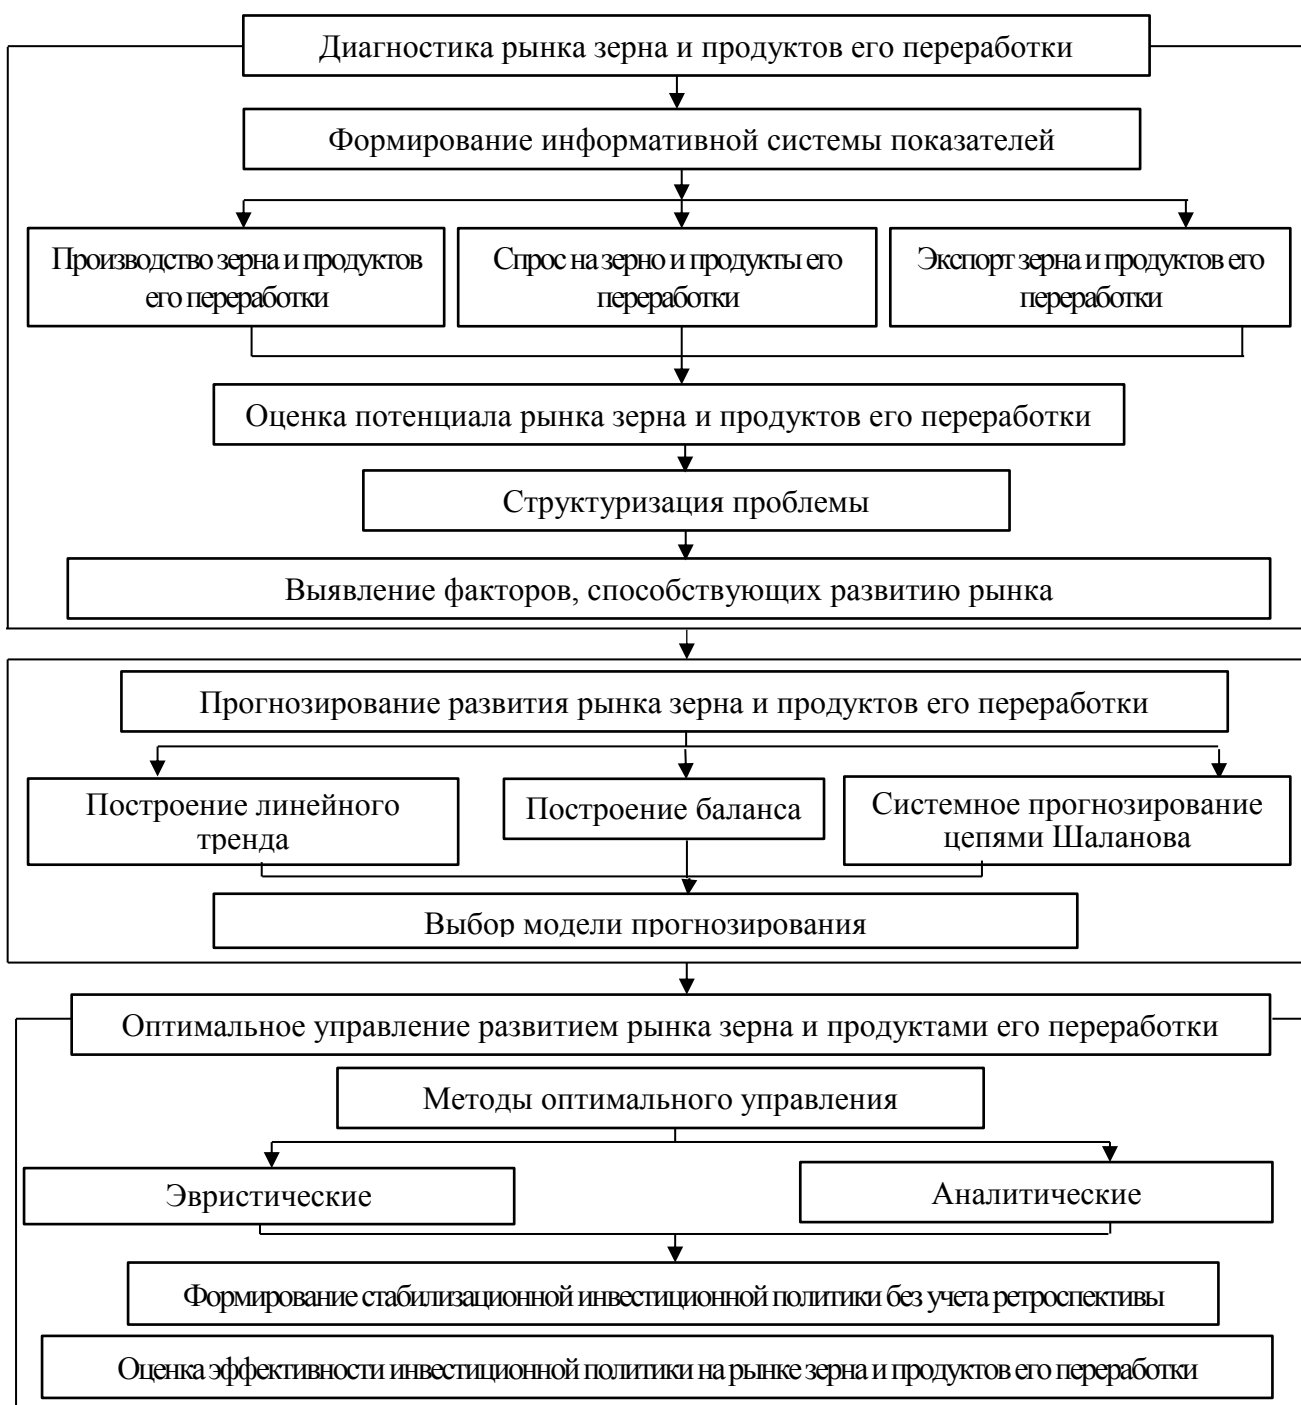 Диагностика рынка зерна и продуктов его переработки
Формирование информативной системы показателей
Производство зерна и продуктов
его переработки
Спрос на зерно и продукты его
переработки
Экспорт зерна и продуктов его
переработки
Оценка потенциала рынка зерна и продуктов его переработки
Структуризация проблемы
Выявление факторов, способствующих развитию рынка
Прогнозирование развития рынка зерна и продуктов его переработки
Построение линейного
тренда
Построение баланса
Системное прогнозирование
цепями Шаланова
Выбор модели прогнозирования
Оптимальное управление развитием рынка зерна и продуктами его переработки
Методы оптимального управления
Эвристические
Аналитические
Формирование стабилизационной инвестиционной политики без учета ретроспективы
Оценка эффективности инвестиционной политики на рынке зерна и продуктов его переработки